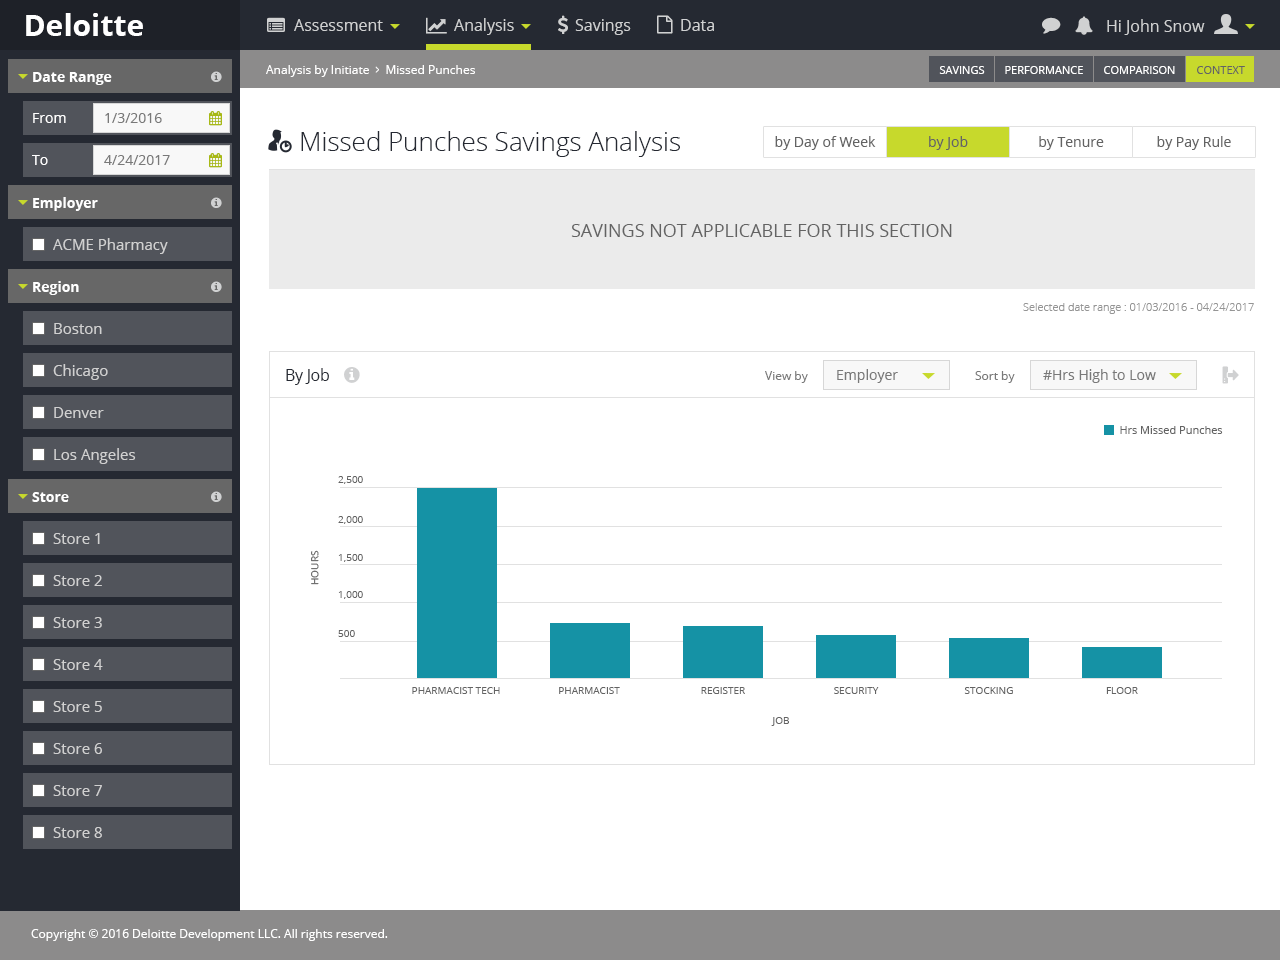 Deloitte
Assessment
Analysis
$ Savings
Data
Hi John Snow
Analysis by Initiate › Missed Punches
SAVINGS
PERFORMANCE
COMPARISON
CONTEXT
Date Range
From
1/3/2016
To
4/24/2017
Employer
ACME Pharmacy
Region
Boston
Chicago
Denver
Los Angeles
Store
Store 1
Store 2
Store 3
Store 4
Store 5
Store 6
Store 7
Store 8
Missed Punches Savings Analysis
by Day of Week
by Job
by Tenure
by Pay Rule
SAVINGS NOT APPLICABLE FOR THIS SECTION
Selected date range : 01/03/2016 - 04/24/2017
By Job
View by
Employer
Sort by
#Hrs High to Low
Hrs Missed Punches
2,500
2,000
1,500
1,000
500
HOURS
PHARMACIST TECH
PHARMACIST
REGISTER
SECURITY
STOCKING
FLOOR
JOB
Copyright © 2016 Deloitte Development LLC. All rights reserved.